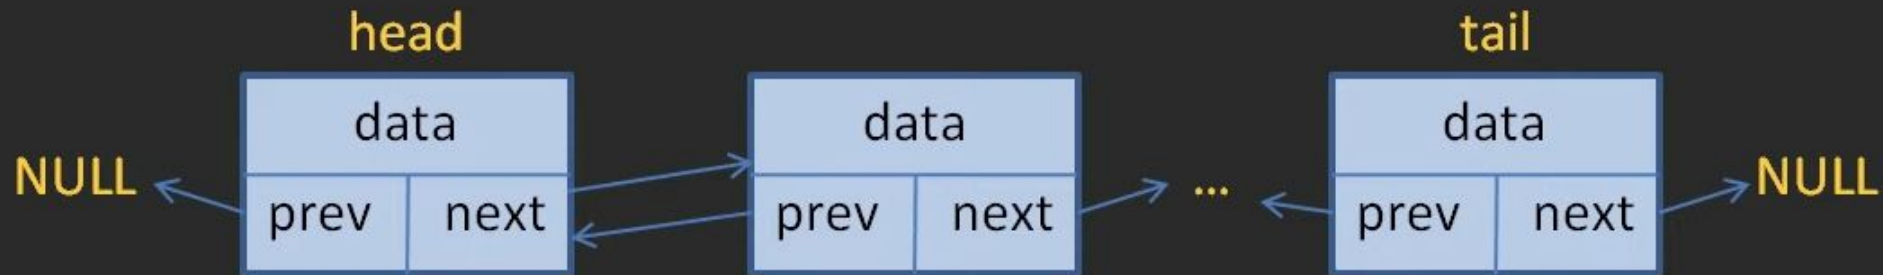 head tail
data data data
NULL prev next prev next ... prev next NULL